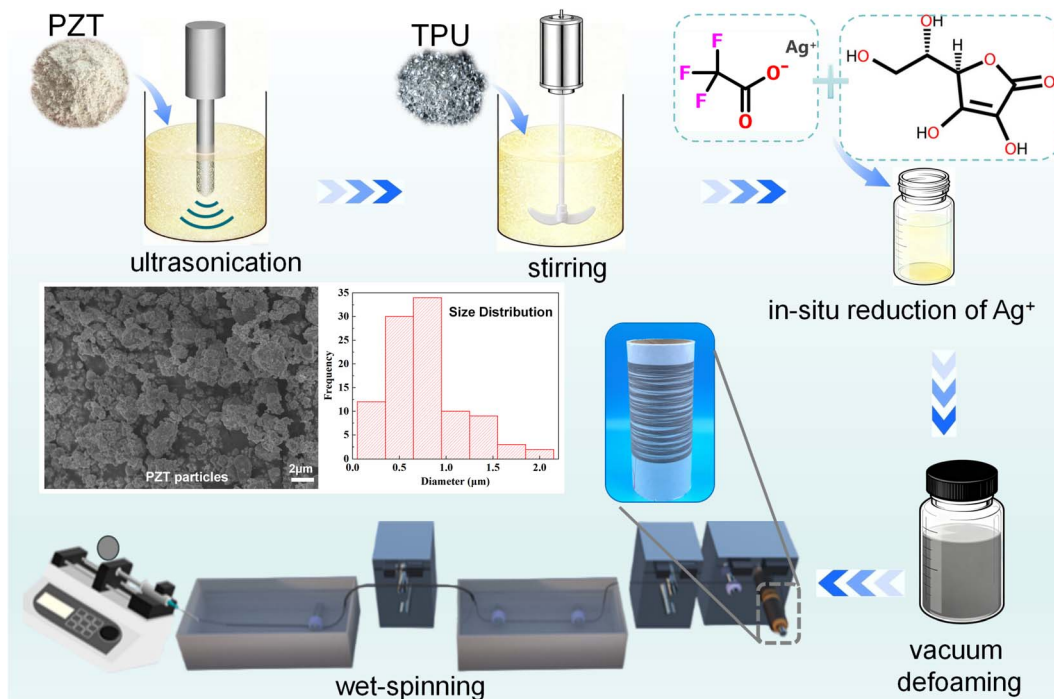 PZT
TPU
F
F
F
O⁻
O
Ag⁺
+
OH
HO
H
O
O
HO
OH
ultrasonication
stirring
in-situ reduction of Ag⁺
PZT particles
2μm
Size Distribution
Frequency
35
30
25
20
15
10
5
0
0.0 0.5 1.0 1.5 2.0
Diameter (μm)
wet-spinning
vacuum
defoaming